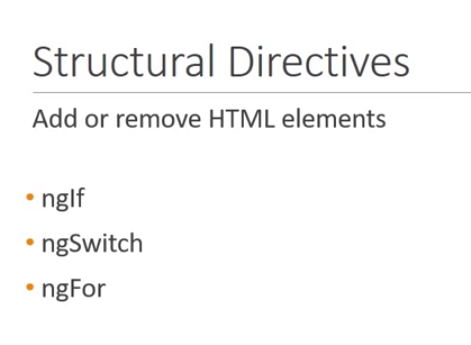 Structural Directives
Add or remove HTML elements
• ngIf
• ngSwitch
• ngFor